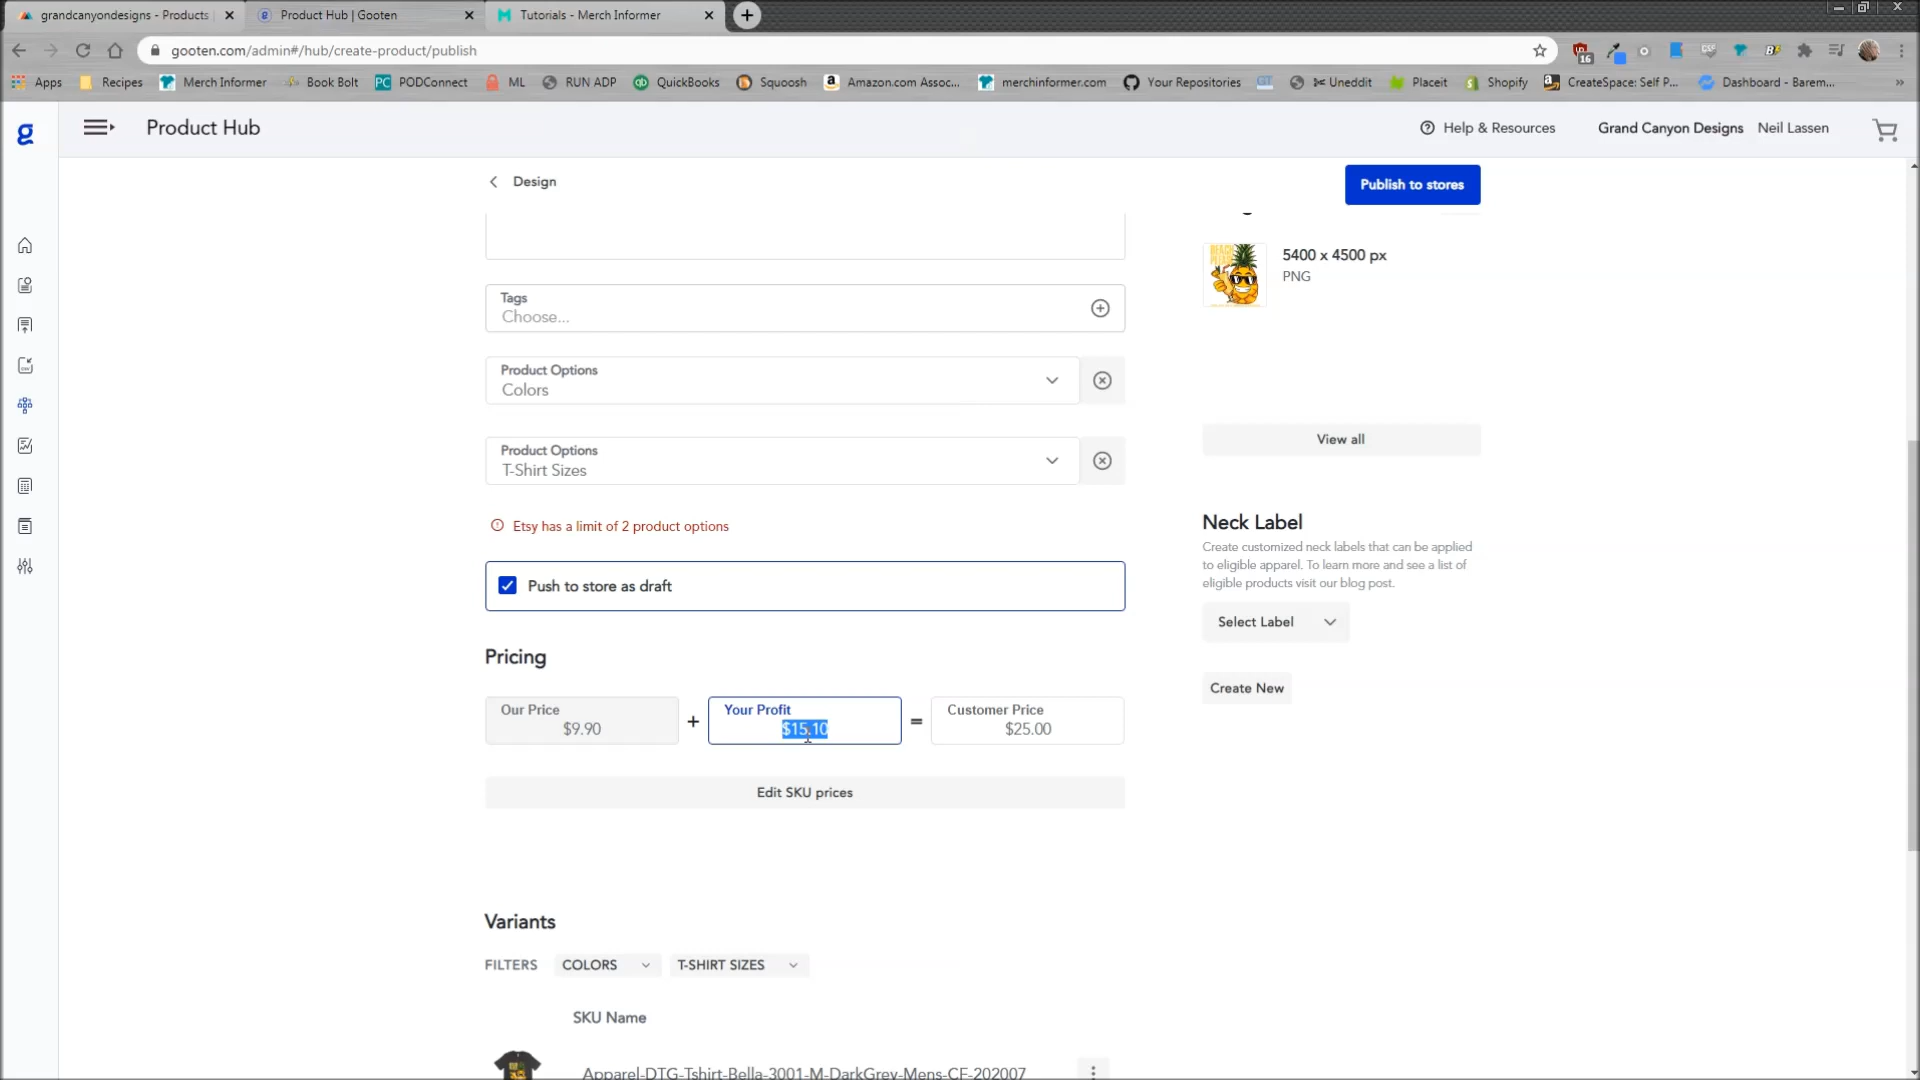 grandcanyondesigns - Products
Product Hub | Gooten
Tutorials - Merch Informer
gooten.com/admin#/hub/create-product/publish
16
Apps
Recipes
Merch Informer
Book Bolt
PC PODConnect
ML
RUN ADP
qb QuickBooks
Squoosh
a Amazon.com Assoc...
merchinformer.com
Your Repositories
GT
Uneddit
Placeit
Shopify
CreateSpace: Self P...
Dashboard - Barem...
»
g
Product Hub
Help & Resources
Grand Canyon Designs
Neil Lassen
Design
Publish to stores
5400 x 4500 px
PNG
Tags
Choose...
Product Options
Colors
View all
Product Options
T-Shirt Sizes
Etsy has a limit of 2 product options
Neck Label
Create customized neck labels that can be applied
to eligible apparel. To learn more and see a list of
eligible products visit our blog post.
Push to store as draft
Select Label
Pricing
Create New
Our Price
$9.90
+
Your Profit
$15.10
=
Customer Price
$25.00
Edit SKU prices
Variants
FILTERS
COLORS
T-SHIRT SIZES
SKU Name
Apparel-DTG-Tshirt-Bella-3001-M-DarkGrey-Mens-CF-202007